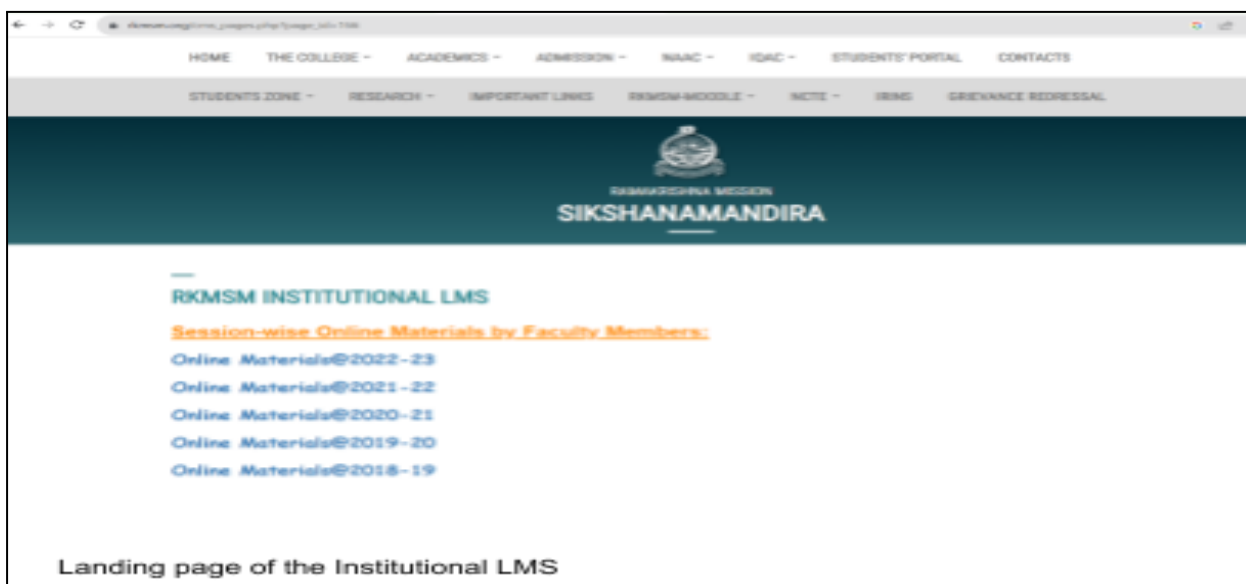 HOME THE COLLEGE ACADEMICS ADMISSION NAAC IQAC STUDENTS' PORTAL CONTACTS
STUDENTS ZONE RESEARCH IMPORTANT LINKS RKMSM-MOODLE NCTE IRINS GRIEVANCE REDRESSAL
RAMAKRISHNA MISSION
SIKSHANAMANDIRA
RKMSM INSTITUTIONAL LMS
Session-wise Online Materials by Faculty Members:
Online Materials@2022-23
Online Materials@2021-22
Online Materials@2020-21
Online Materials@2019-20
Online Materials@2018-19
Landing page of the Institutional LMS